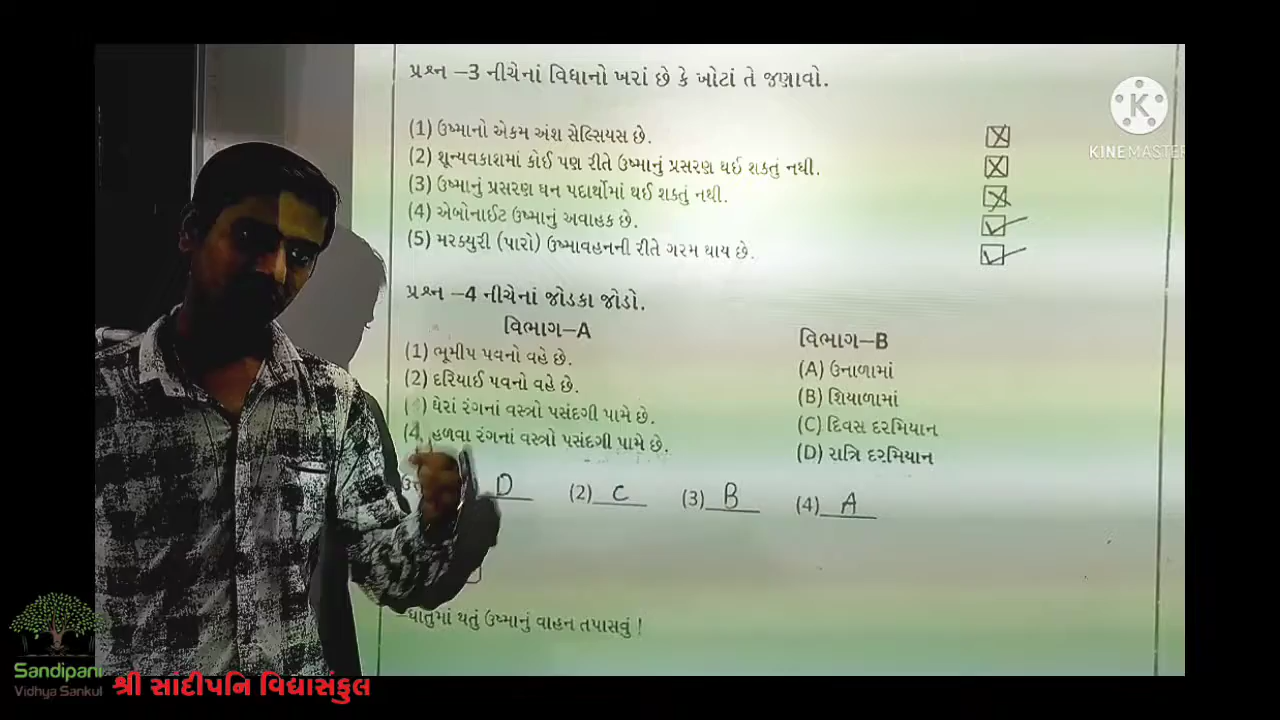 પ્રશ્ન –3 નીચેનાં વિધાનો ખરાં છે કે ખોટાં તે જણાવો.
(1) ઉષ્માનો એકમ અંશ સેલ્સિયસ છે. ☒
(2) શૂન્યવકાશમાં કોઈ પણ રીતે ઉષ્માનું પ્રસરણ થઈ શકતું નથી. ☒
(3) ઉષ્માનું પ્રસરણ ઘન પદાર્થોમાં થઈ શકતું નથી. ☒
(4) એબોનાઈટ ઉષ્માનું અવાહક છે. ☑
(5) મરક્યુરી (પારો) ઉષ્માવહનની રીતે ગરમ થાય છે. ☑
K
KINEMASTER
પ્રશ્ન –4 નીચેનાં જોડકા જોડો.
વિભાગ–A વિભાગ–B
(1) ભૂમીપ પવનો વહે છે. (A) ઉનાળામાં
(2) દરિયાઈ પવનો વહે છે. (B) શિયાળામાં
ઘેરાં રંગનાં વસ્ત્રો પસંદગી પામે છે. (C) દિવસ દરમિયાન
(4 હળવા રંગનાં વસ્ત્રો પસંદગી પામે છે. (D) રાત્રિ દરમિયાન
D (2) C (3) B (4) A
ધાતુમાં થતું ઉષ્માનું વાહન તપાસવું !
Sandipani
Vidhya Sankul
શ્રી સાંદીપનિ વિદ્યાસંકુલ